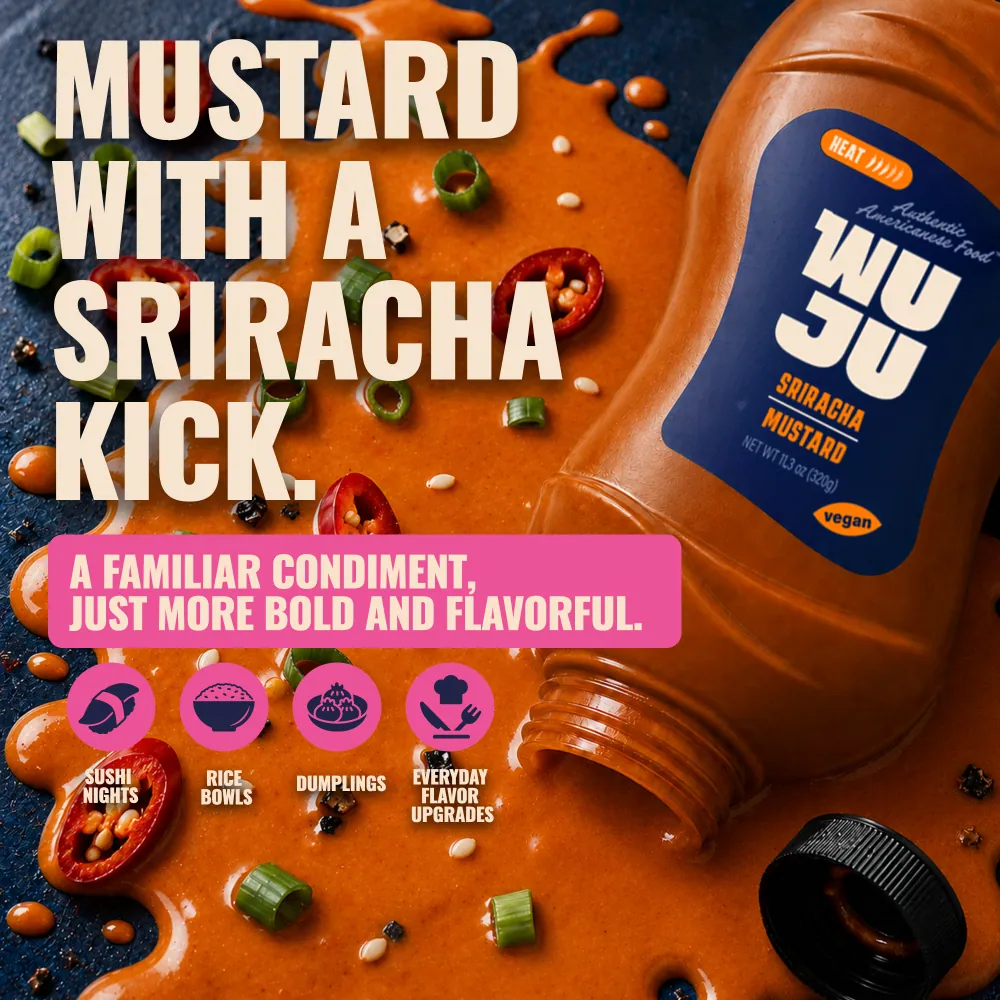 MUSTARD
WITH A
SRIRACHA
KICK.
A FAMILIAR CONDIMENT,
JUST MORE BOLD AND FLAVORFUL.
SUSHI
NIGHTS
RICE
BOWLS
DUMPLINGS
EVERYDAY
FLAVOR
UPGRADES
HEAT
Authentic
Americanese Food
WU
JU
SRIRACHA
MUSTARD
NET WT 11.3 oz (320g)
vegan